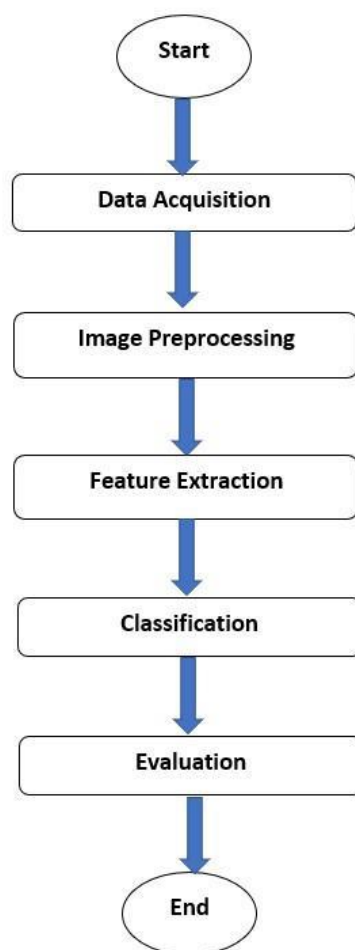 Start
Data Acquisition
Image Preprocessing
Feature Extraction
Classification
Evaluation
End